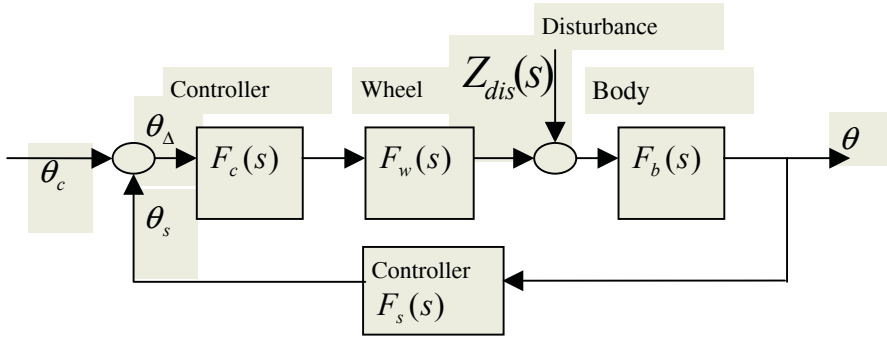 Disturbance
Controller
Wheel
Z_dis(s)
Body
θ_Δ
θ_c
F_c(s)
F_w(s)
F_b(s)
θ
θ_s
Controller
F_s(s)